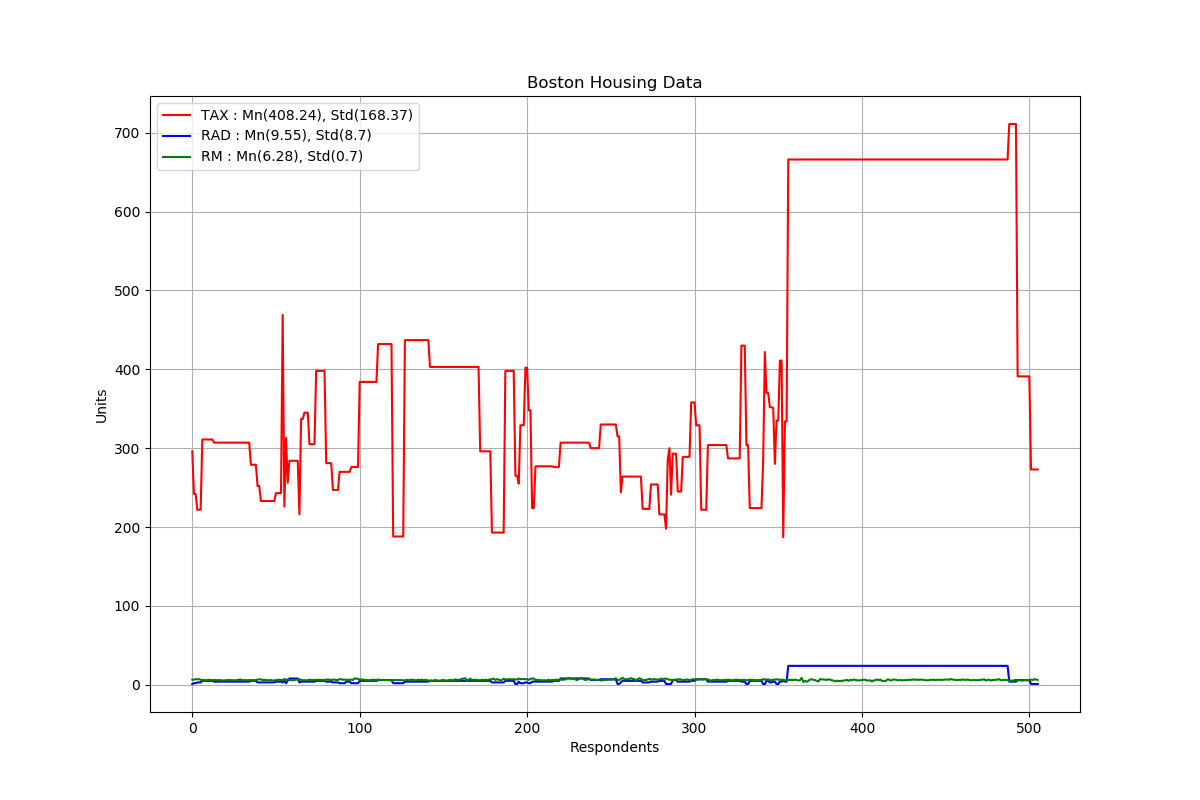 Boston Housing Data
TAX : Mn(408.24), Std(168.37)
RAD : Mn(9.55), Std(8.7)
RM : Mn(6.28), Std(0.7)
700
600
500
400
300
200
100
0
Units
0 100 200 300 400 500
Respondents